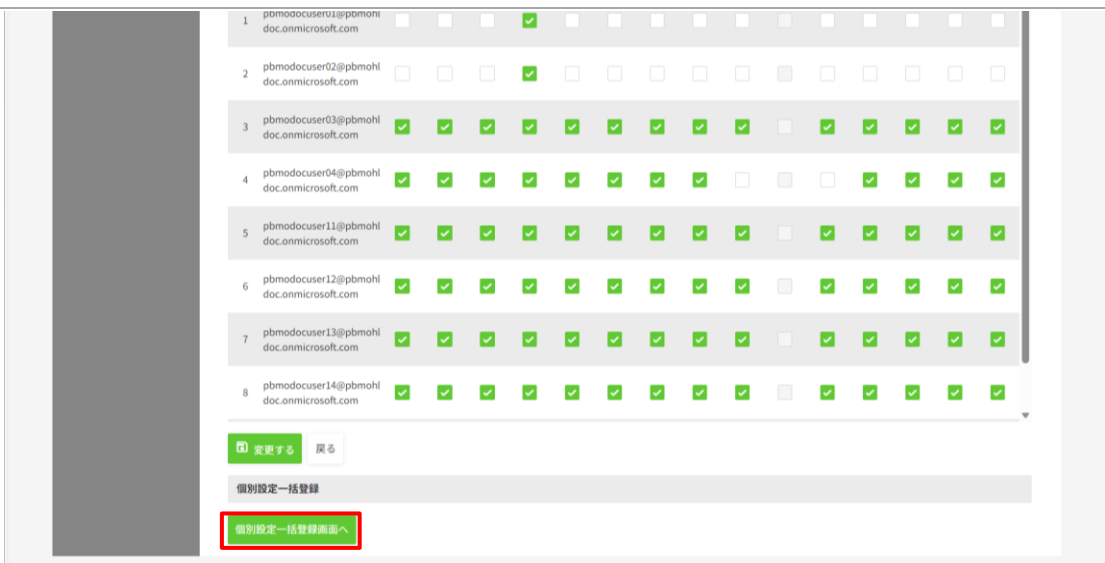 1
pbmodocuser01@pbmohl
doc.onmicrosoft.com
2
pbmodocuser02@pbmohl
doc.onmicrosoft.com
3
pbmodocuser03@pbmohl
doc.onmicrosoft.com
4
pbmodocuser04@pbmohl
doc.onmicrosoft.com
5
pbmodocuser11@pbmohl
doc.onmicrosoft.com
6
pbmodocuser12@pbmohl
doc.onmicrosoft.com
7
pbmodocuser13@pbmohl
doc.onmicrosoft.com
8
pbmodocuser14@pbmohl
doc.onmicrosoft.com
変更する 戻る
個別設定一括登録
個別設定一括登録画面へ